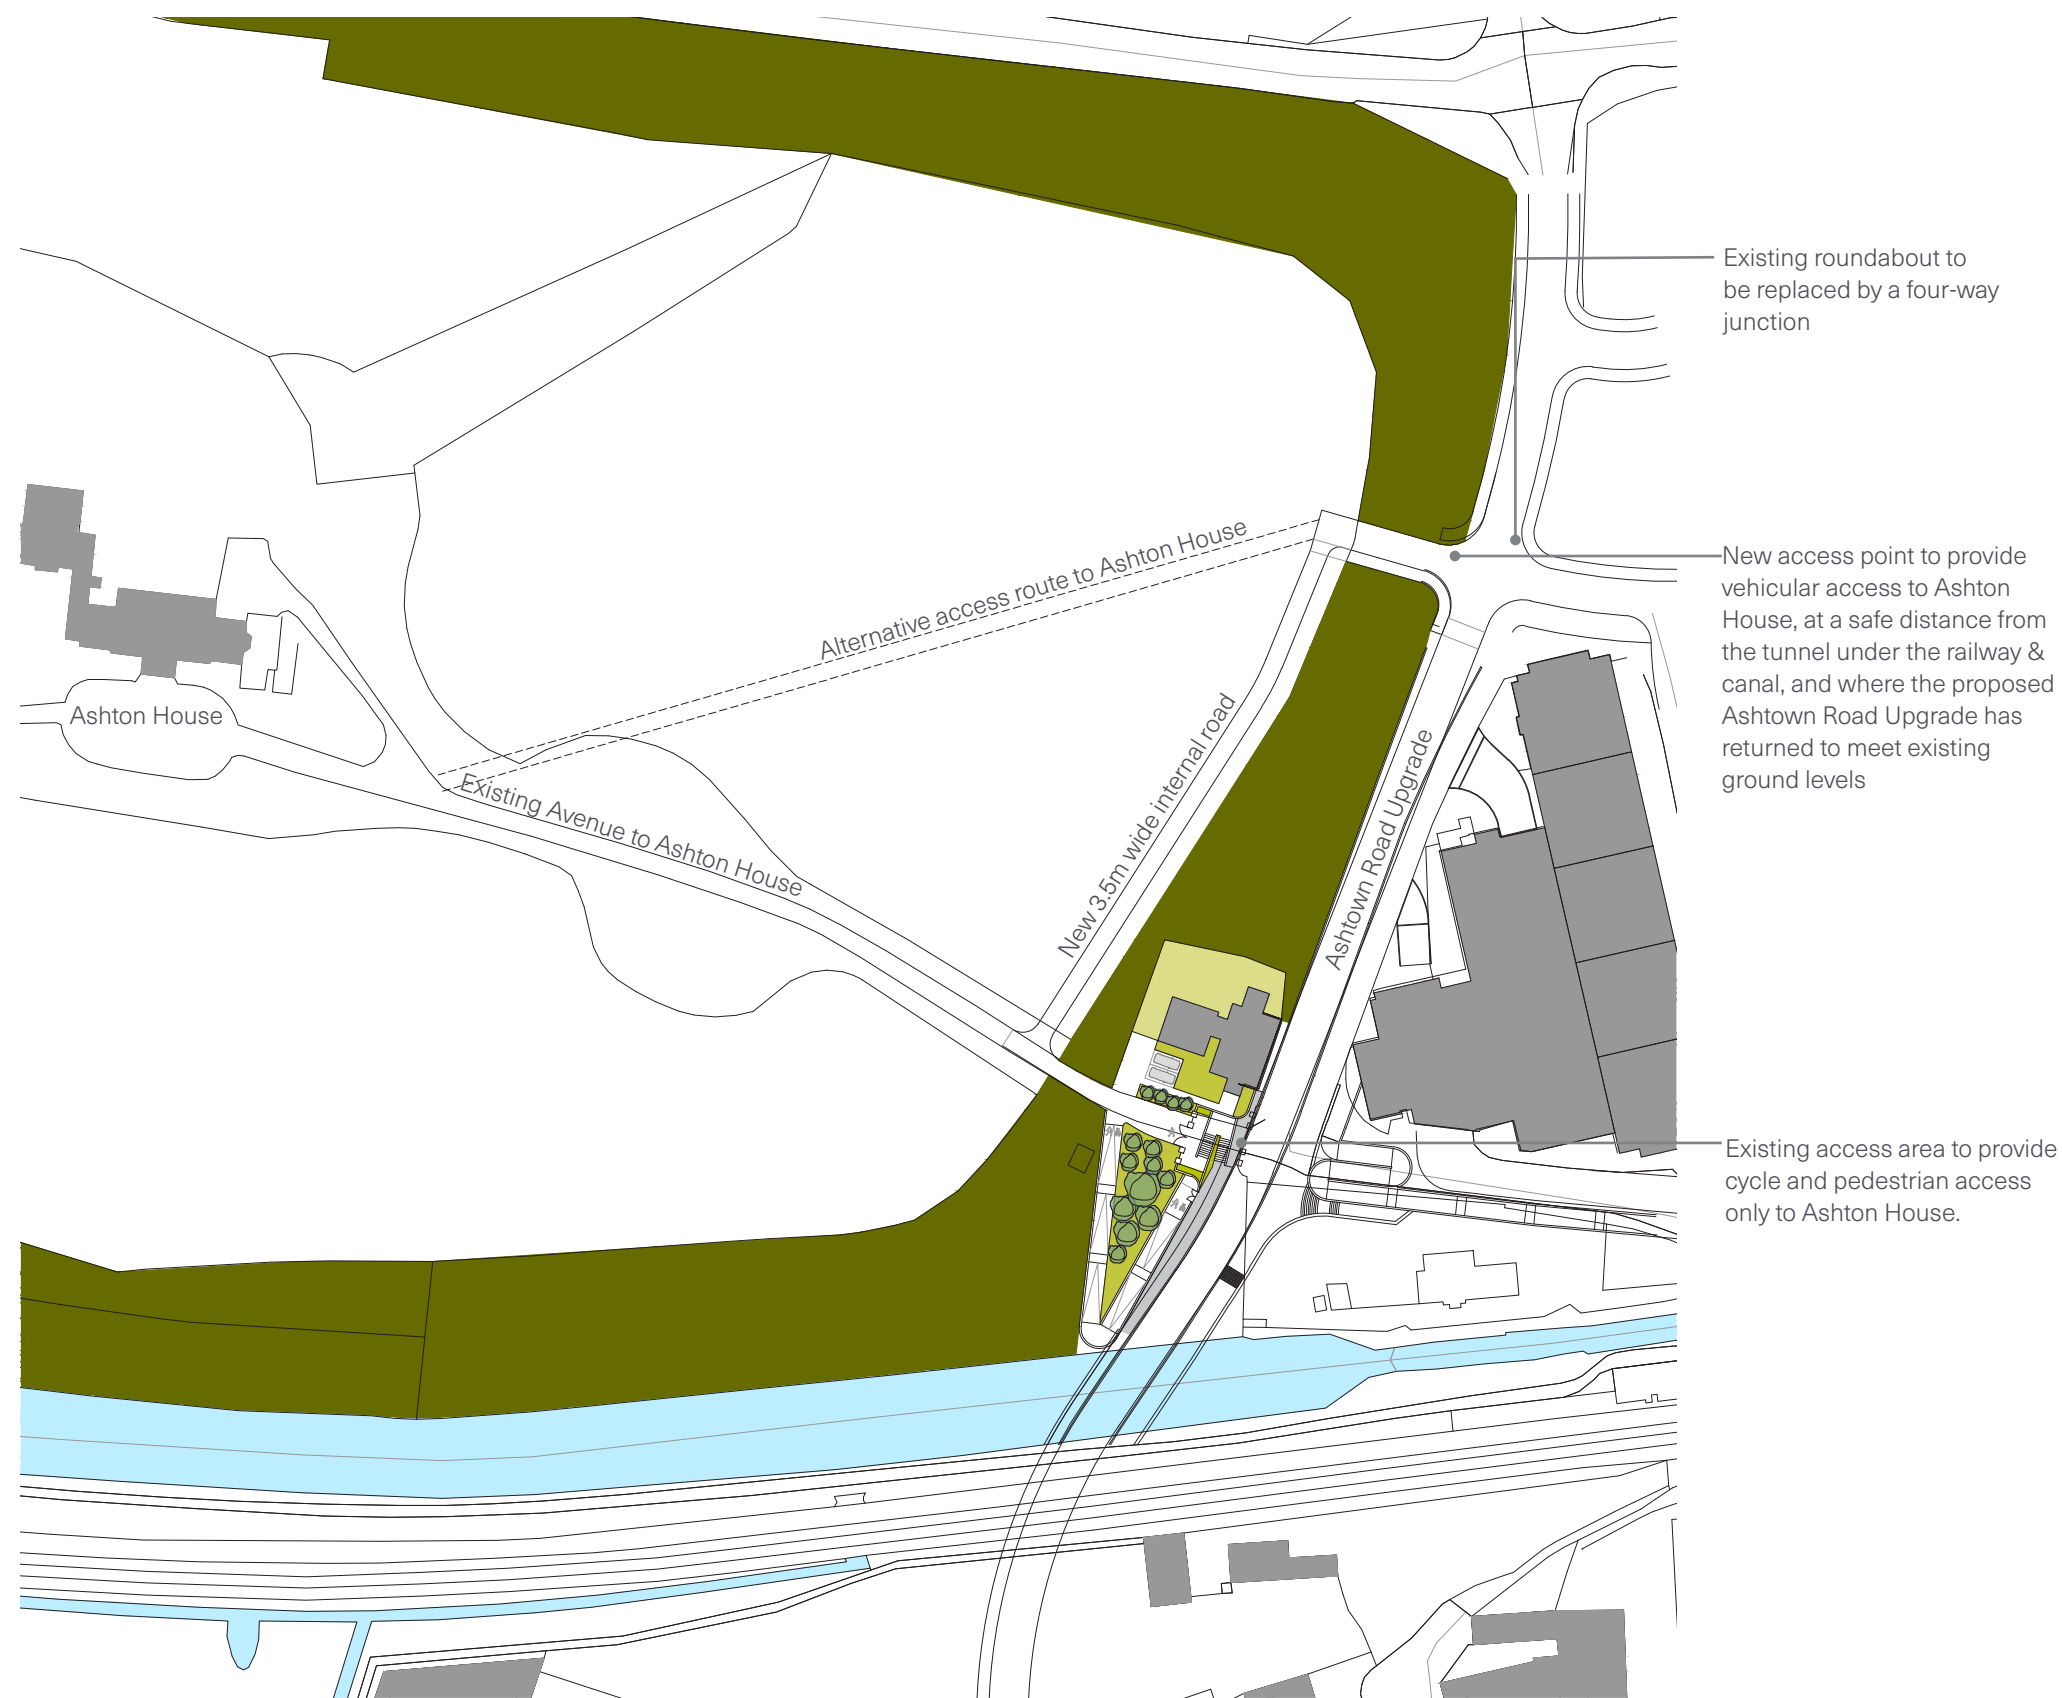 Existing roundabout to
be replaced by a four-way
junction
Alternative access route to Ashton House
New access point to provide
vehicular access to Ashton
House, at a safe distance from
the tunnel under the railway &
canal, and where the proposed
Ashtown Road Upgrade has
returned to meet existing
ground levels
Ashton House
Existing Avenue to Ashton House
New 3.5m wide internal road
Ashtown Road Upgrade
Existing access area to provide
cycle and pedestrian access
only to Ashton House.